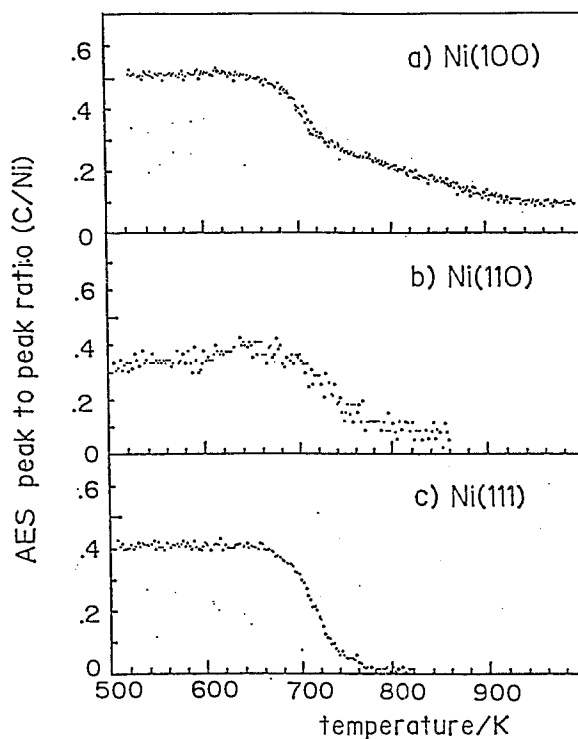 AES peak to peak ratio (C/Ni)
.6
.4
.2
0
a) Ni(100)
.6
.4
.2
0
b) Ni(110)
.6
.4
.2
0
c) Ni(111)
500 600 700 800 900
temperature/K